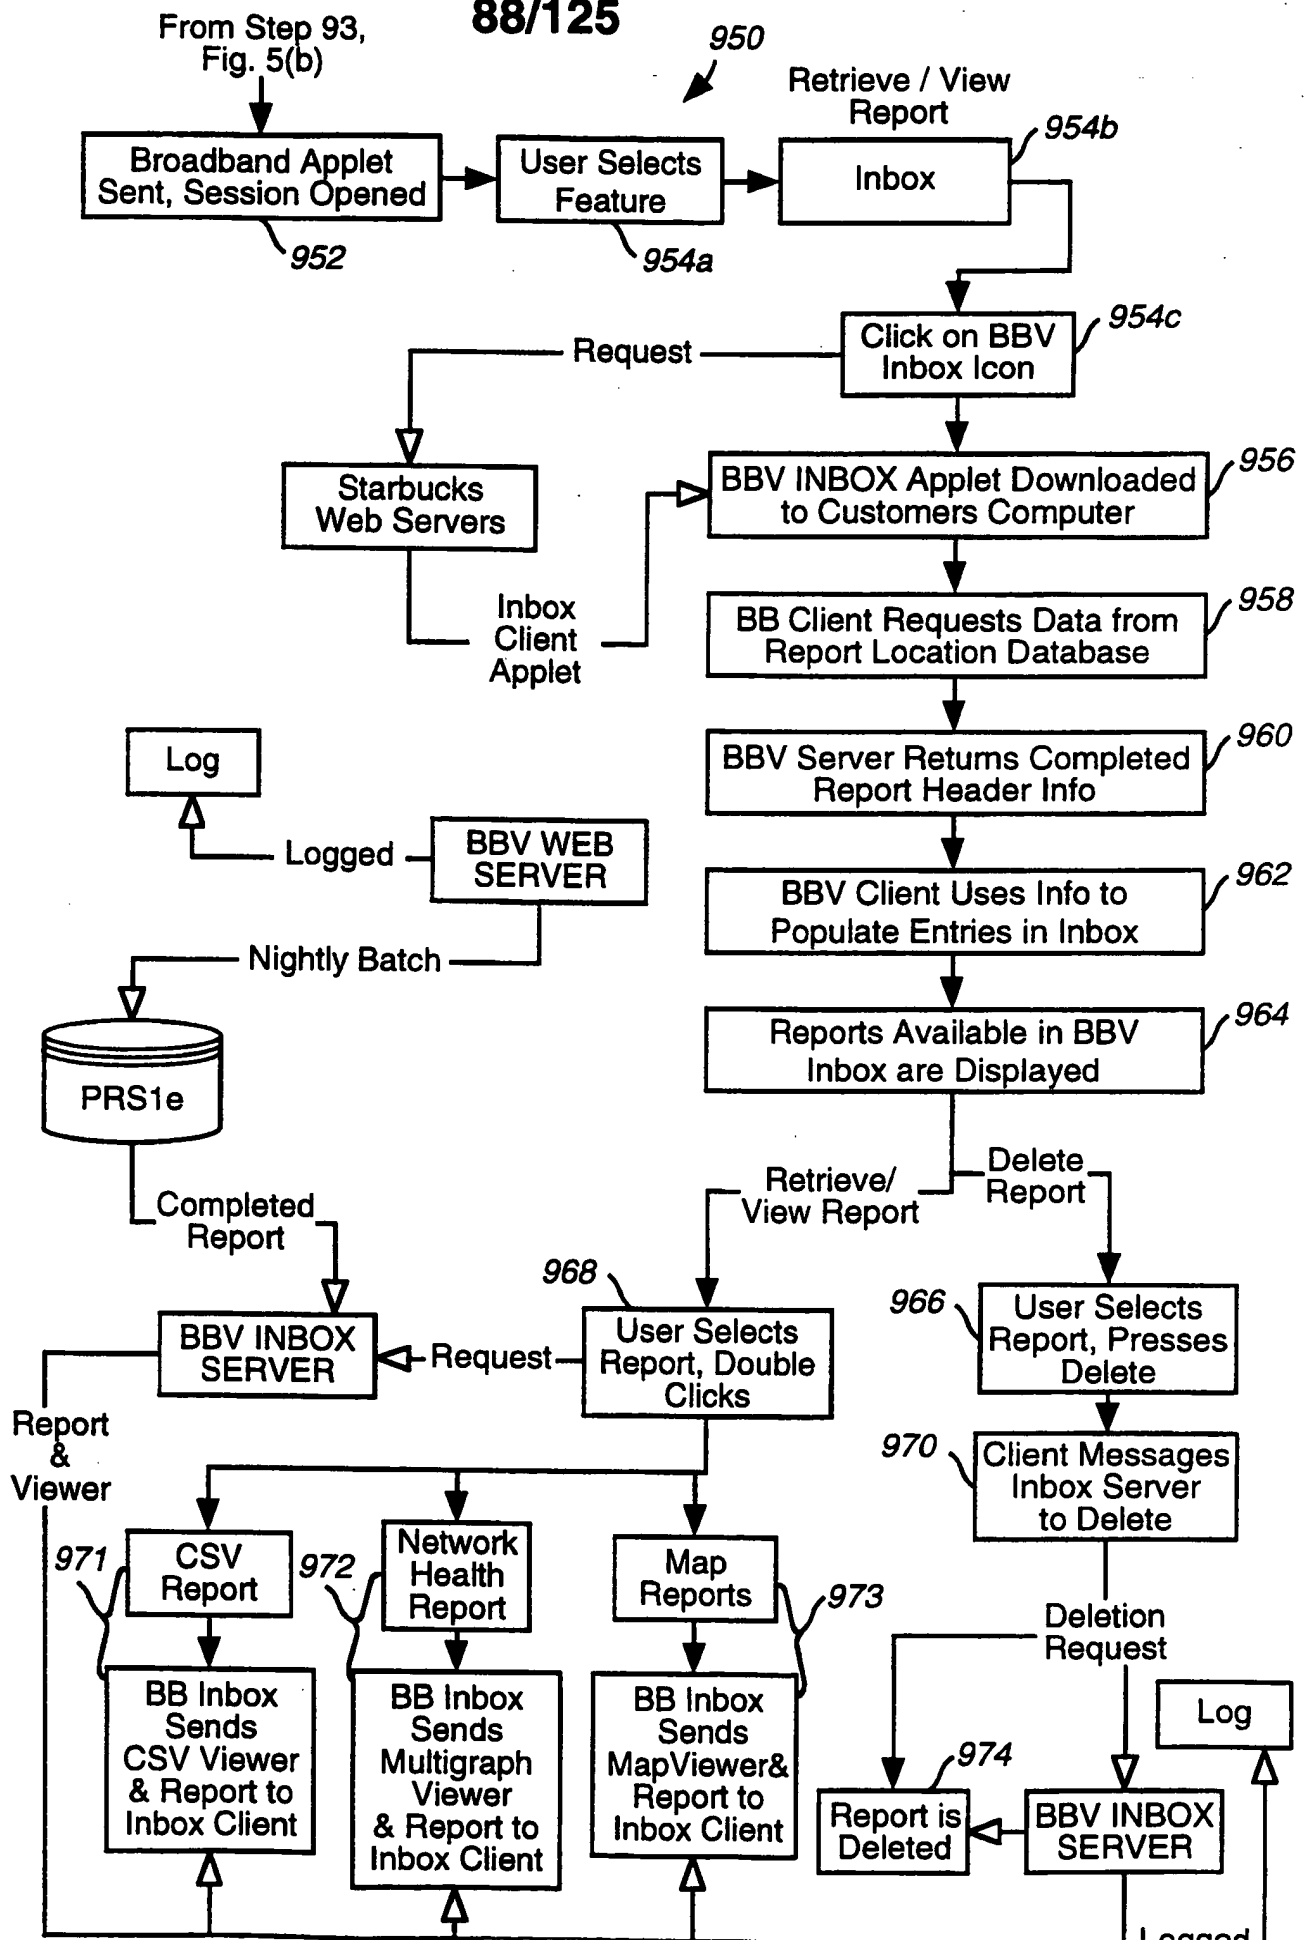 88/125
From Step 93,
Fig. 5(b)
950
Retrieve / View
Report
954b
Broadband Applet
Sent, Session Opened
952
User Selects
Feature
954a
Inbox
Click on BBV
Inbox Icon
954c
Request
Starbucks
Web Servers
BBV INBOX Applet Downloaded
to Customers Computer
956
Inbox
Client
Applet
BB Client Requests Data from
Report Location Database
958
Log
BBV Server Returns Completed
Report Header Info
960
Logged
BBV WEB
SERVER
BBV Client Uses Info to
Populate Entries in Inbox
962
Nightly Batch
Reports Available in BBV
Inbox are Displayed
964
PRS1e
Completed
Report
Retrieve/
View Report
Delete
Report
968
966
BBV INBOX
SERVER
Request
User Selects
Report, Double
Clicks
User Selects
Report, Presses
Delete
Report
&
Viewer
970
Client Messages
Inbox Server
to Delete
971
CSV
Report
972
Network
Health
Report
Map
Reports
973
Deletion
Request
BB Inbox
Sends
CSV Viewer
& Report to
Inbox Client
BB Inbox
Sends
Multigraph
Viewer
& Report to
Inbox Client
BB Inbox
Sends
MapViewer&
Report to
Inbox Client
Log
974
Report is
Deleted
BBV INBOX
SERVER
Logged